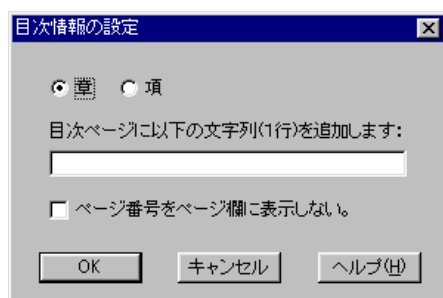 目次情報の設定
章 項
目次ページに以下の文字列(1行)を追加します:
ページ番号をページ欄に表示しない。
OK キャンセル ヘルプ(H)